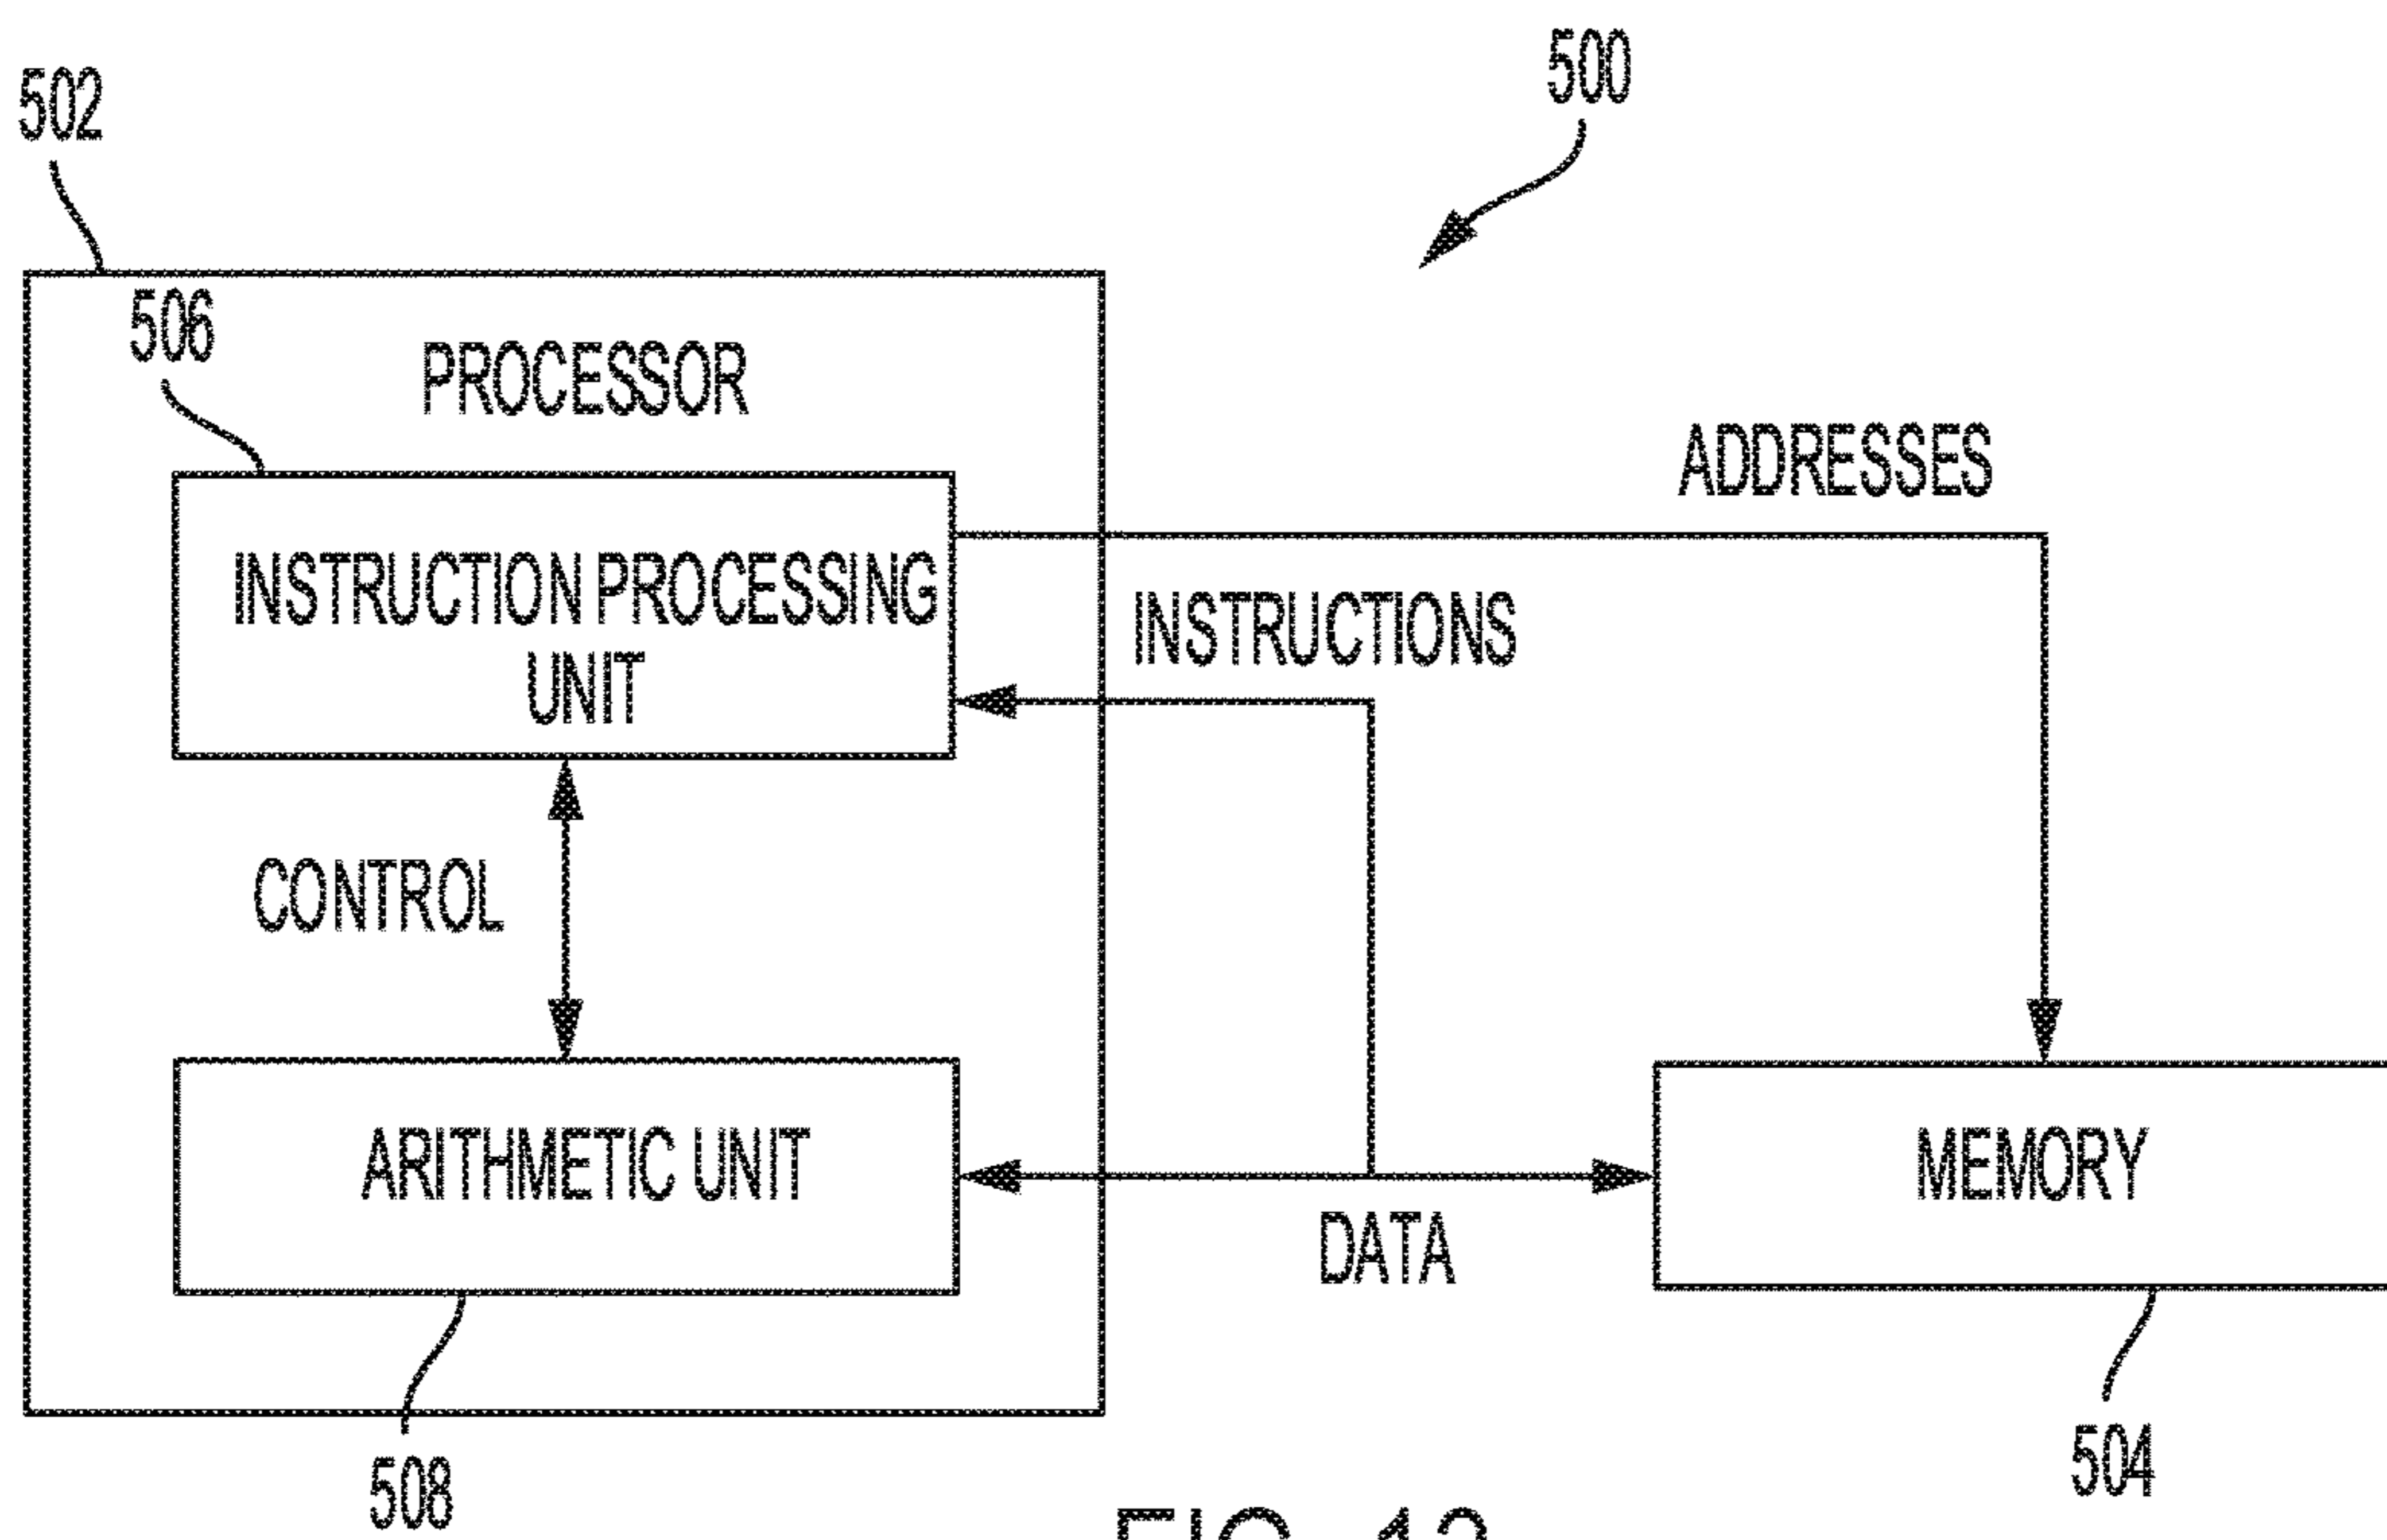 500
502
506
PROCESSOR
ADDRESSES
INSTRUCTION PROCESSING
UNIT
INSTRUCTIONS
CONTROL
ARITHMETIC UNIT
MEMORY
DATA
504
508